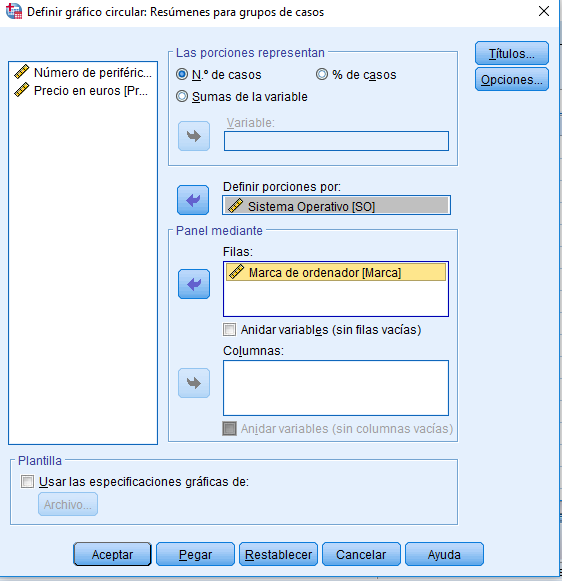 Definir gráfico circular: Resúmenes para grupos de casos
Número de periféric...
Precio en euros [Pr...
Las porciones representan
N.º de casos
% de casos
Sumas de la variable
Variable:
Títulos...
Opciones...
Definir porciones por:
Sistema Operativo [SO]
Panel mediante
Filas:
Marca de ordenador [Marca]
Anidar variables (sin filas vacías)
Columnas:
Anidar variables (sin columnas vacías)
Plantilla
Usar las especificaciones gráficas de:
Archivo...
Aceptar
Pegar
Restablecer
Cancelar
Ayuda